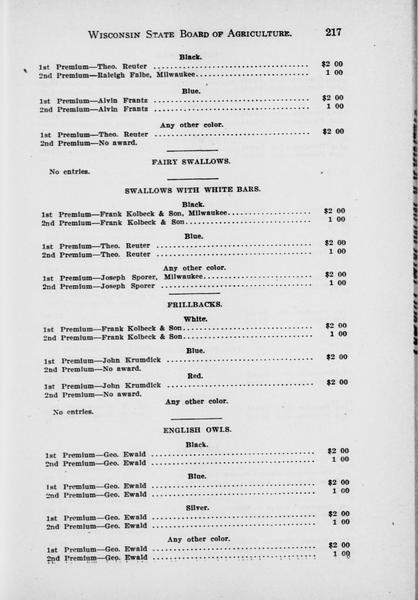 WISCONSIN STATE BOARD OF AGRICULTURE. 217
Black.
1st Premium—Theo. Reuter ........ $2 00
2nd Premium—Raleigh Falbe, Milwaukee ........ 1 00
Blue.
1st Premium—Alvin Frantz ........ $2 00
2nd Premium—Alvin Frantz ........ 1 00
Any other color.
1st Premium—Theo. Reuter ........ $2 00
2nd Premium—No award.
FAIRY SWALLOWS.
No entries.
SWALLOWS WITH WHITE BARS.
Black.
1st Premium—Frank Kolbeck & Son, Milwaukee ........ $2 00
2nd Premium—Frank Kolbeck & Son ........ 1 00
Blue.
1st Premium—Theo. Reuter ........ $2 00
2nd Premium—Theo. Reuter ........ 1 00
Any other color.
1st Premium—Joseph Sporer, Milwaukee ........ $2 00
2nd Premium—Joseph Sporer ........ 1 00
FRILLBACKS.
White.
1st Premium—Frank Kolbeck & Son ........ $2 00
2nd Premium—Frank Kolbeck & Son ........ 1 00
Blue.
1st Premium—John Krumdick ........ $2 00
2nd Premium—No award.
Red.
1st Premium—John Krumdick ........ $2 00
2nd Premium—No award.
Any other color.
No entries.
ENGLISH OWLS.
Black.
1st Premium—Geo. Ewald ........ $2 00
2nd Premium—Geo. Ewald ........ 1 00
Blue.
1st Premium—Geo. Ewald ........ $2 00
2nd Premium—Geo. Ewald ........ 1 00
Silver.
1st Premium—Geo. Ewald ........ $2 00
2nd Premium—Geo. Ewald ........ 1 00
Any other color.
1st Premium—Geo. Ewald ........ $2 00
2nd Premium—Geo. Ewald ........ 1 00